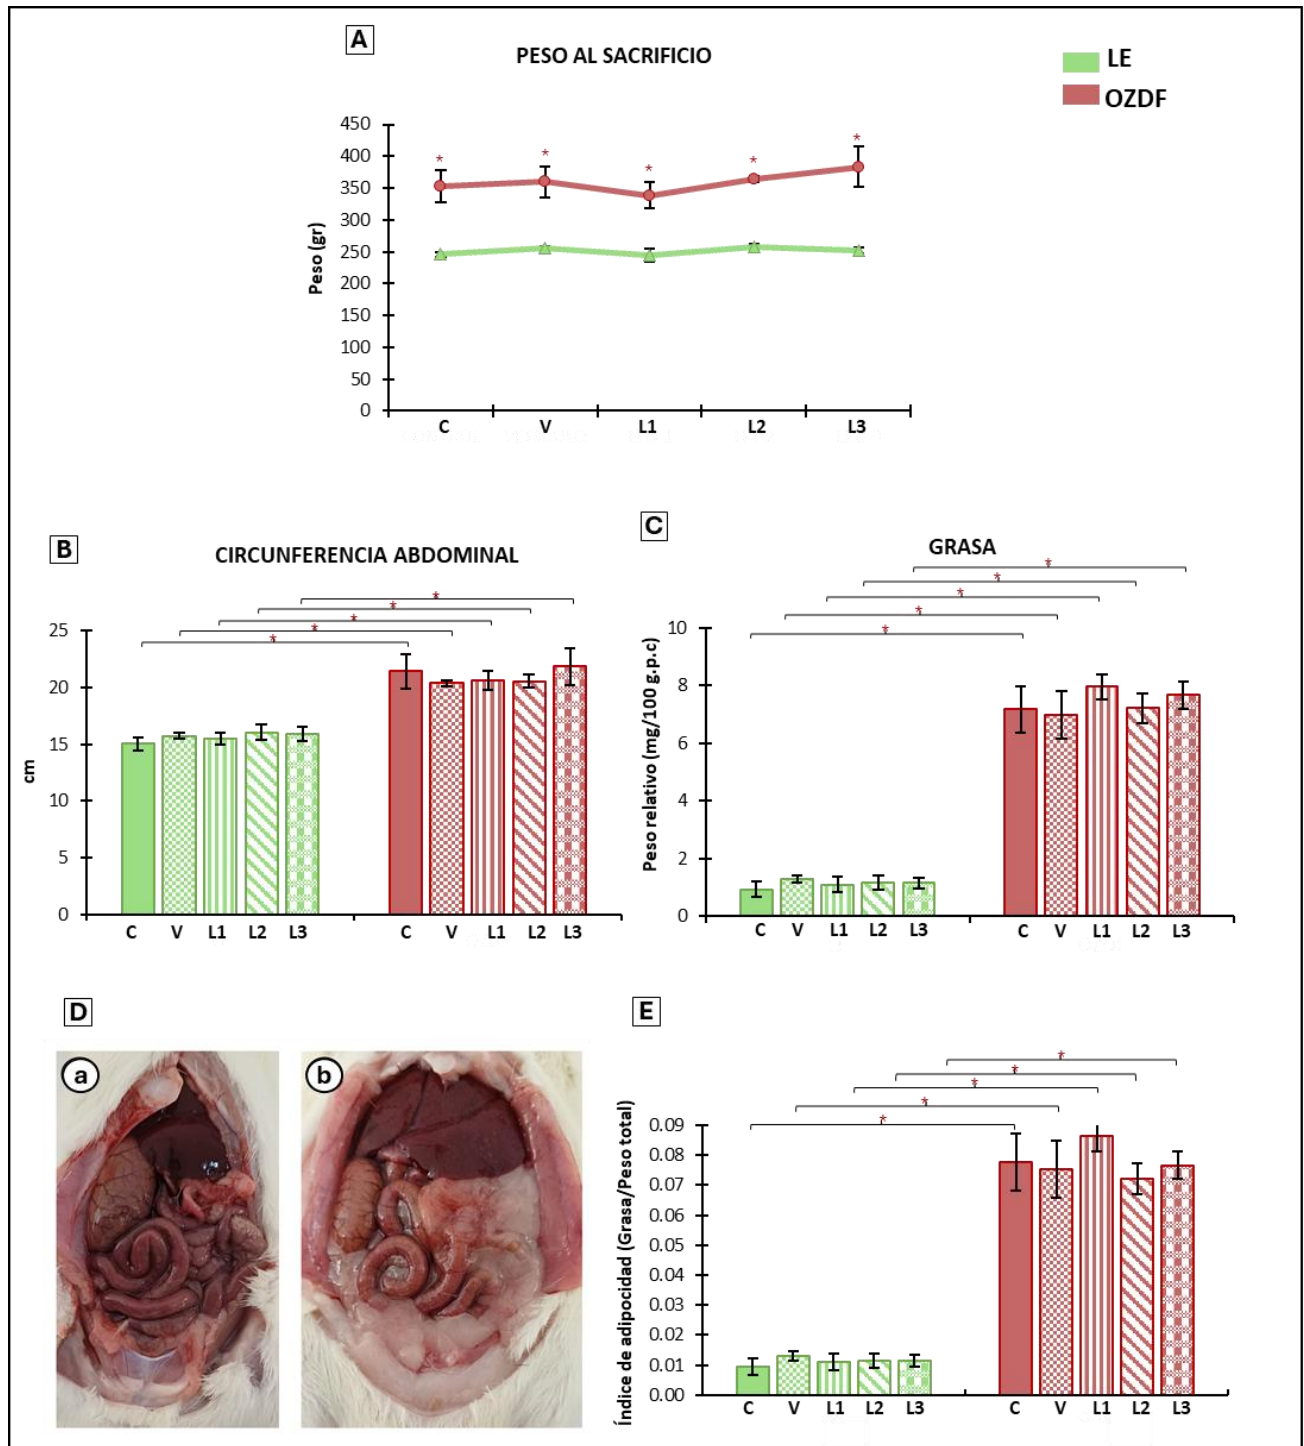 A
PESO AL SACRIFICIO
LE
OZDF
Peso (gr)
450
400
350
300
250
200
150
100
50
0
* * * * *
C V L1 L2 L3
B
CIRCUNFERENCIA ABDOMINAL
cm
25
20
15
10
5
0
* * * * *
C V L1 L2 L3 C V L1 L2 L3
C
GRASA
Peso relativo (mg/100 g.p.c)
10
8
6
4
2
0
* * * * *
C V L1 L2 L3 C V L1 L2 L3
D
a
b
E
Índice de adipocidad (Grasa/Peso total)
0.09
0.08
0.07
0.06
0.05
0.04
0.03
0.02
0.01
0.00
* * * * *
C V L1 L2 L3 C V L1 L2 L3